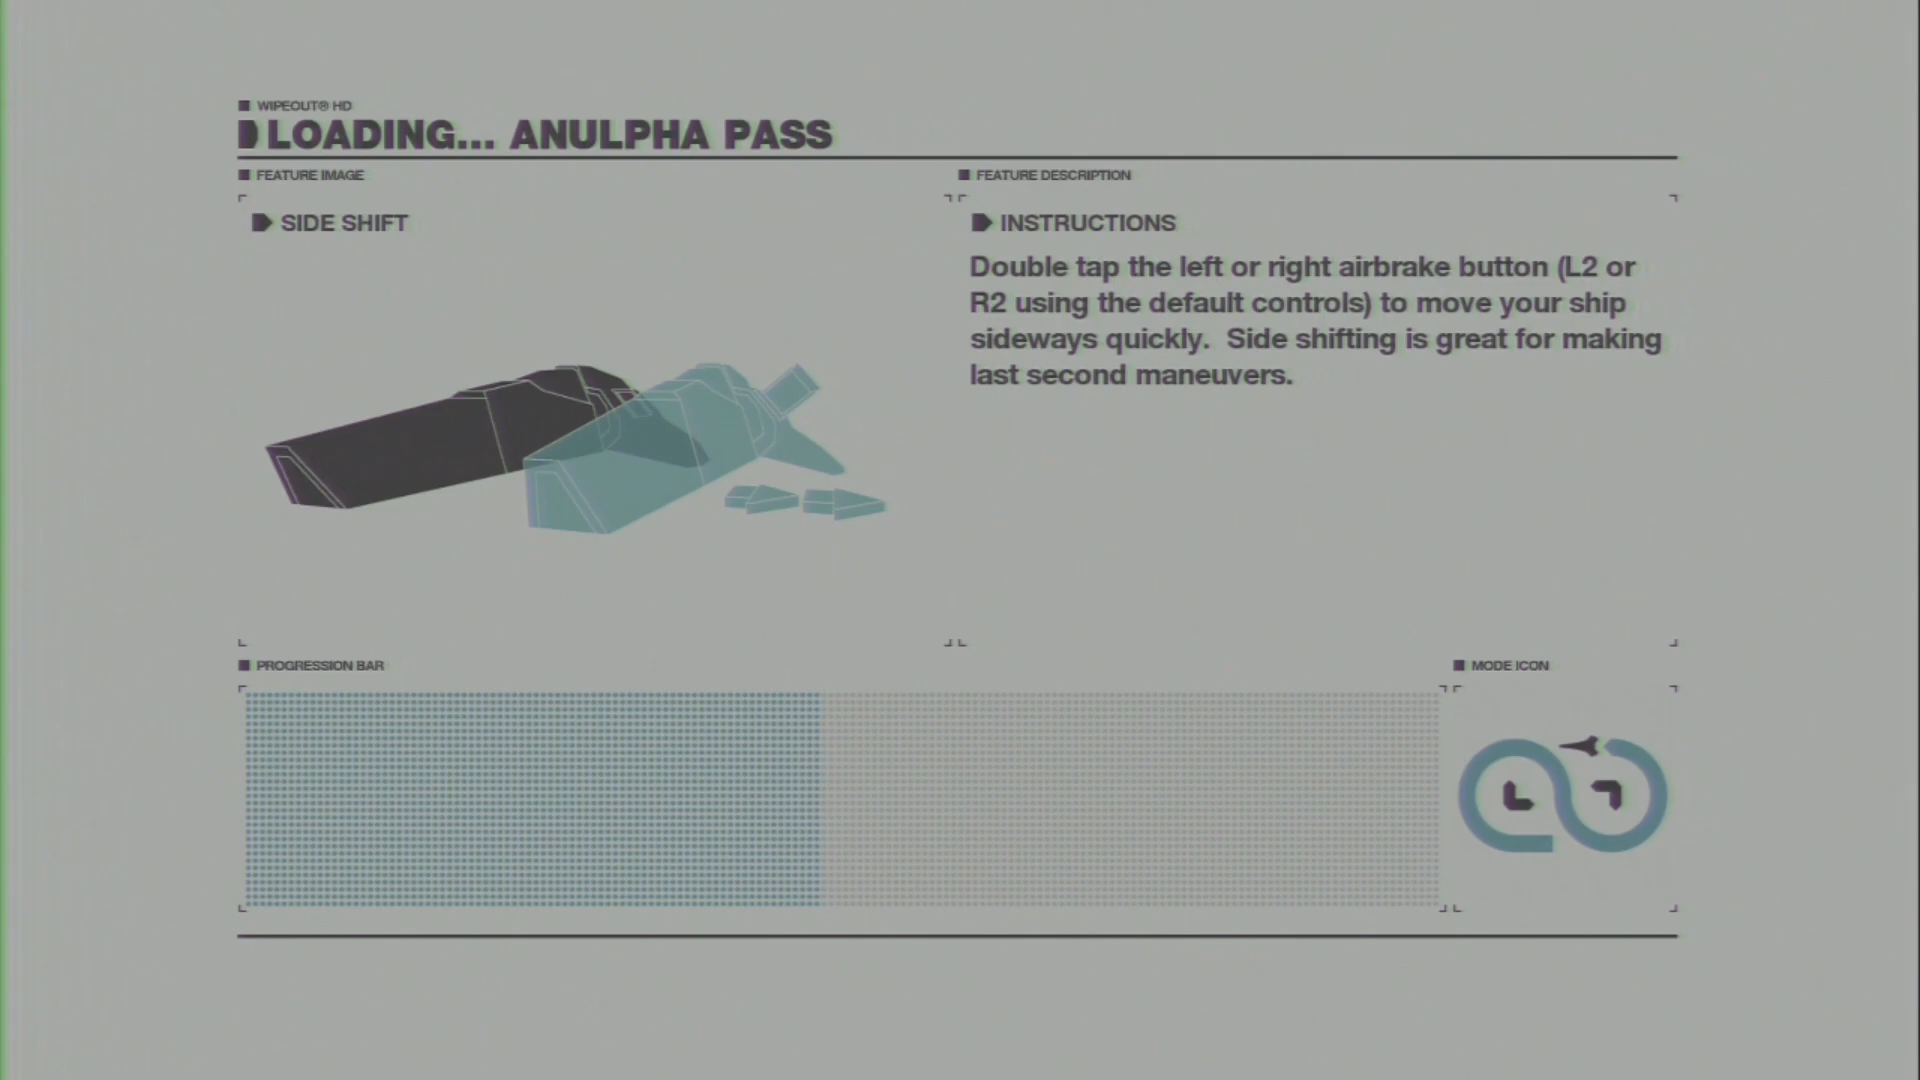 WIPEOUT® HD
LOADING... ANULPHA PASS
FEATURE IMAGE
FEATURE DESCRIPTION
SIDE SHIFT
INSTRUCTIONS
Double tap the left or right airbrake button (L2 or
R2 using the default controls) to move your ship
sideways quickly.  Side shifting is great for making
last second maneuvers.
PROGRESSION BAR
MODE ICON